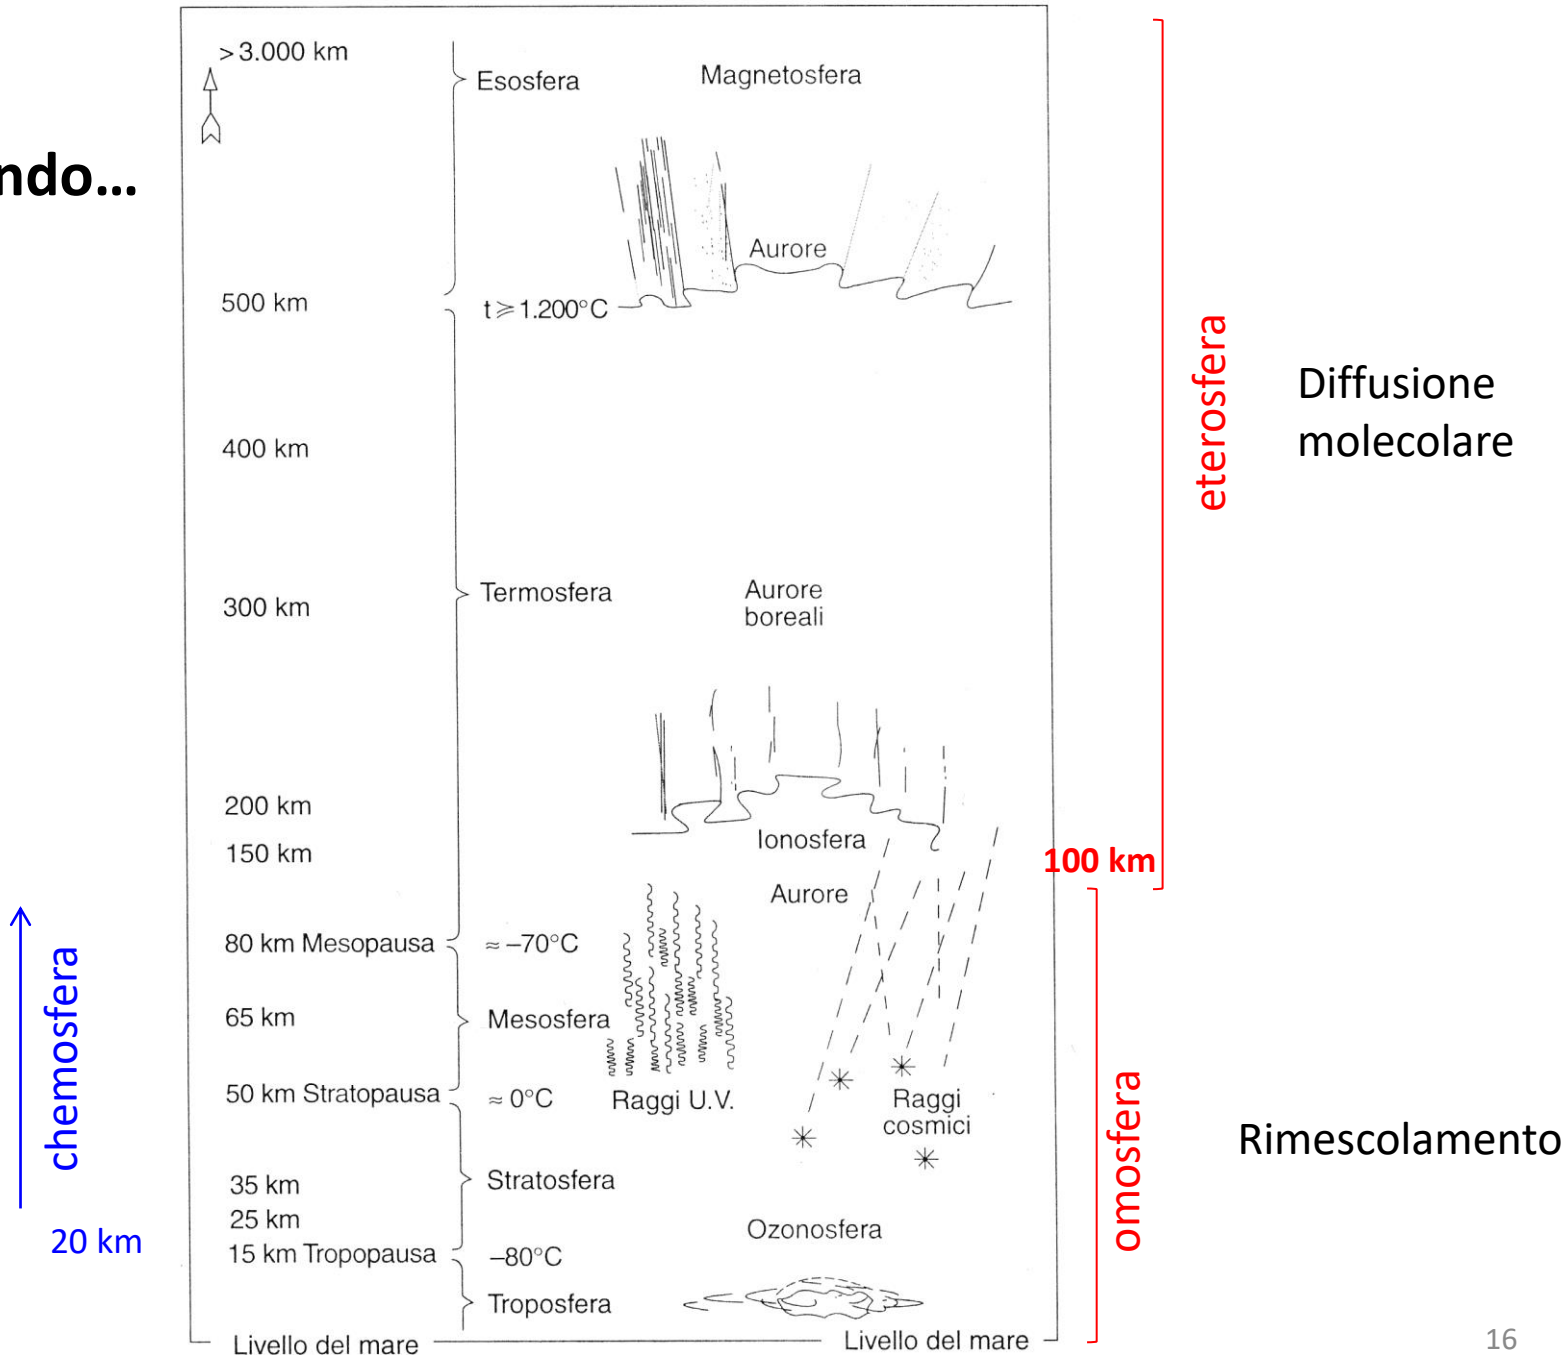 ndo…
> 3.000 km
Esosfera
Magnetosfera
Aurore
500 km
t ⩾ 1.200°C
eterosfera
Diffusione
molecolare
400 km
300 km
Termosfera
Aurore
boreali
200 km
150 km
Ionosfera
100 km
Aurore
80 km Mesopausa
≈ –70°C
chemosfera
65 km
Mesosfera
50 km Stratopausa
≈ 0°C
Raggi U.V.
Raggi
cosmici
omosfera
Rimescolamento
35 km
Stratosfera
25 km
20 km
15 km Tropopausa
–80°C
Ozonosfera
Troposfera
Livello del mare
Livello del mare
16